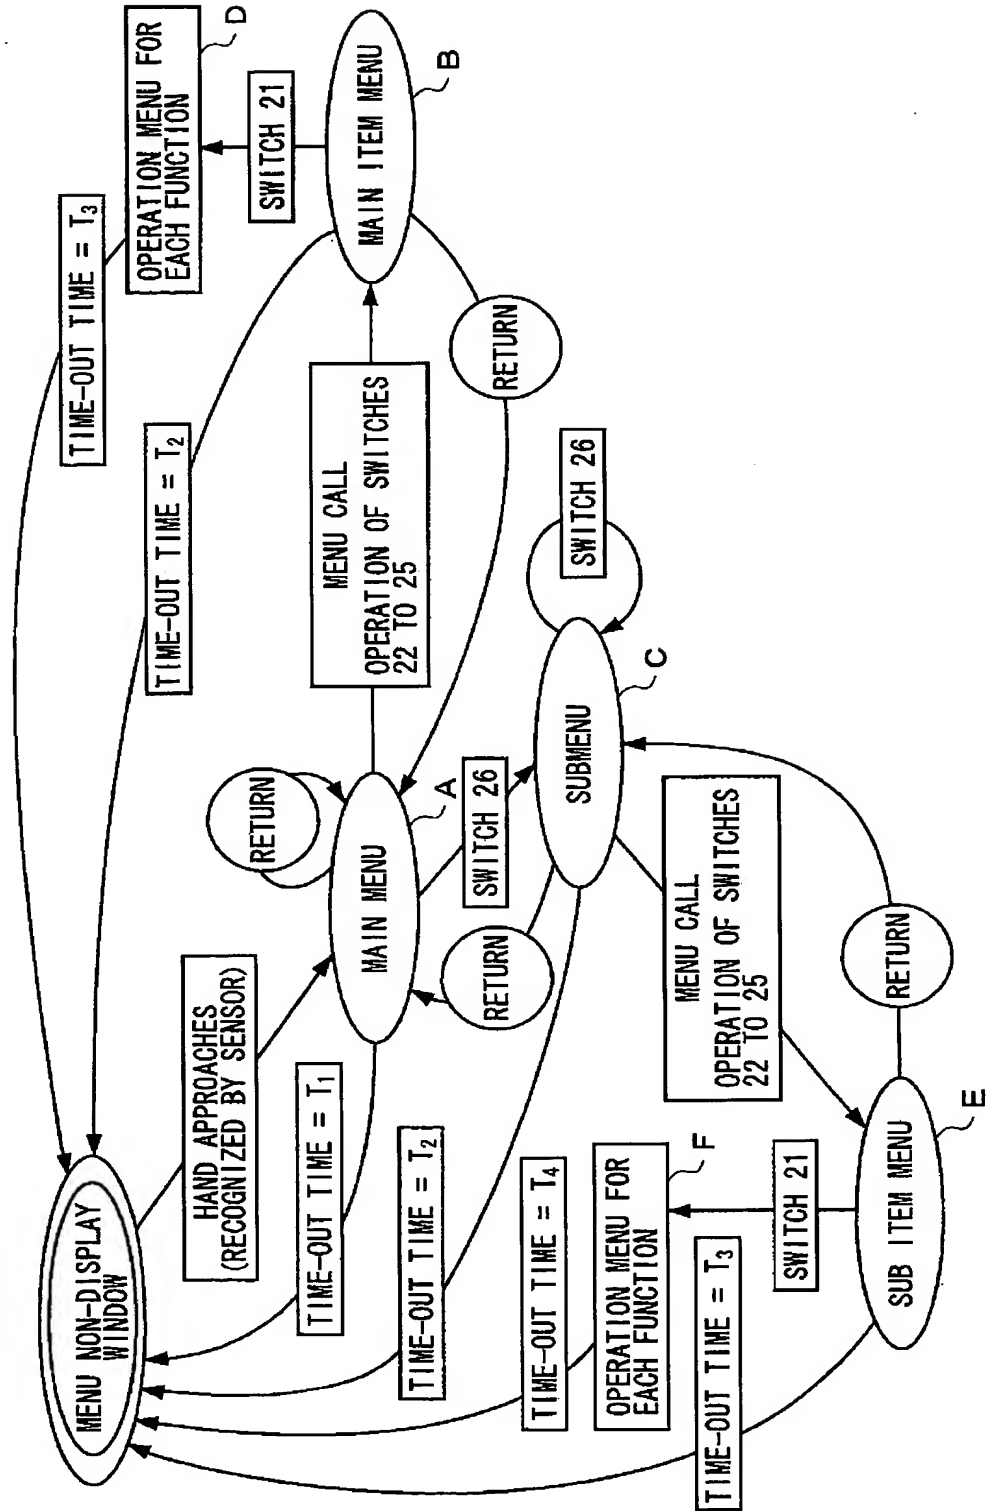 MENU NON-DISPLAY
WINDOW
HAND APPROACHES
(RECOGNIZED BY SENSOR)
TIME-OUT TIME = T1
TIME-OUT TIME = T2
TIME-OUT TIME = T4
TIME-OUT TIME = T3
OPERATION MENU FOR
EACH FUNCTION
F
SWITCH 21
SUB ITEM MENU
E
RETURN
MENU CALL
OPERATION OF SWITCHES
22 TO 25
RETURN
MAIN MENU
A
RETURN
SWITCH 26
SUBMENU
C
SWITCH 26
MENU CALL
OPERATION OF SWITCHES
22 TO 25
RETURN
MAIN ITEM MENU
B
SWITCH 21
OPERATION MENU FOR
EACH FUNCTION
D
TIME-OUT TIME = T2
TIME-OUT TIME = T3